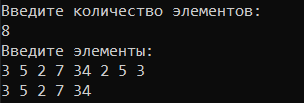 Введите количество элементов:
8
Введите элементы:
3 5 2 7 34 2 5 3
3 5 2 7 34